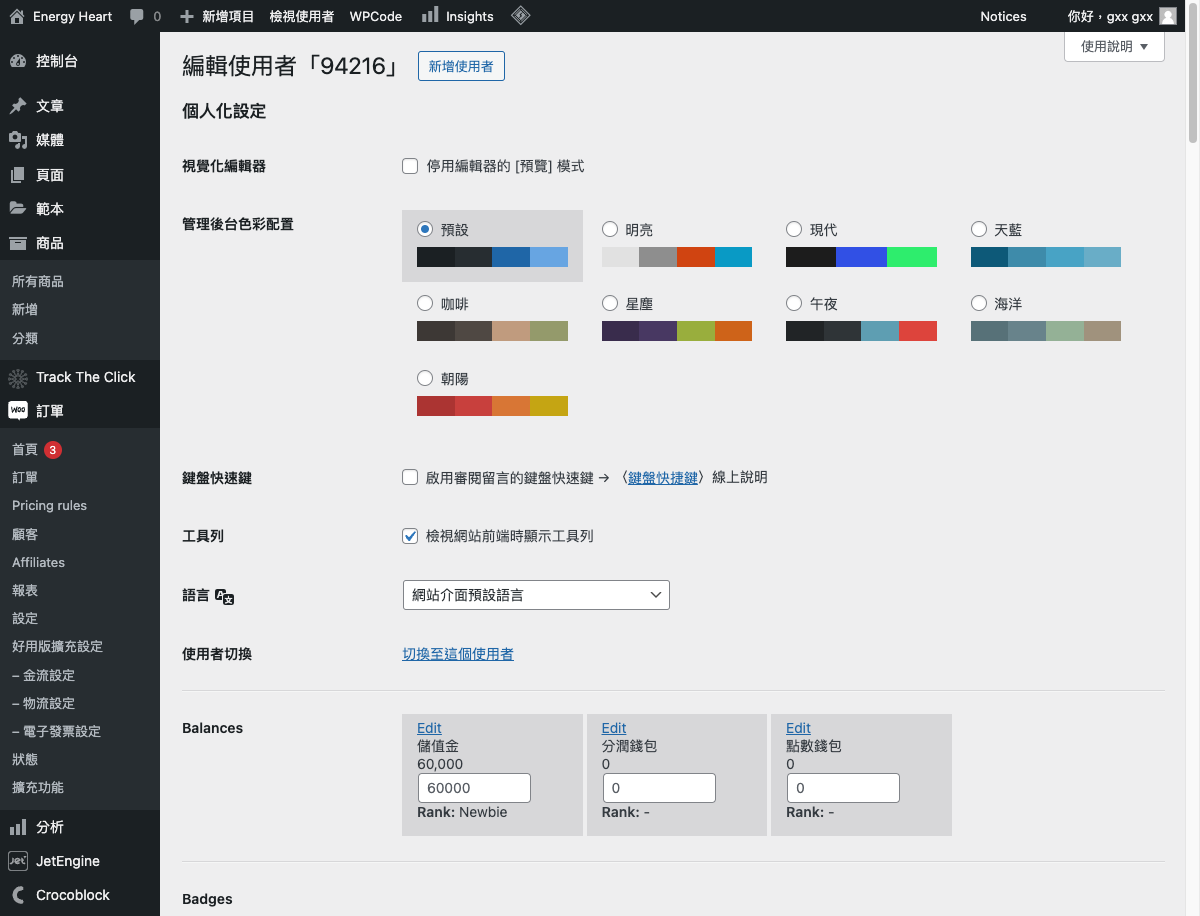 Energy Heart
0
新增項目
檢視使用者
WPCode
Insights
Notices
你好，gxx gxx
使用說明
控制台
文章
媒體
頁面
範本
商品
所有商品
新增
分類
Track The Click
woo 訂單
首頁 3
訂單
Pricing rules
顧客
Affiliates
報表
設定
好用版擴充設定
– 金流設定
– 物流設定
– 電子發票設定
狀態
擴充功能
分析
Jet JetEngine
Crocoblock
編輯使用者「94216」
新增使用者
個人化設定
視覺化編輯器
停用編輯器的 [預覽] 模式
管理後台色彩配置
預設
明亮
現代
天藍
咖啡
星塵
午夜
海洋
朝陽
鍵盤快速鍵
啟用審閱留言的鍵盤快速鍵 → 〈鍵盤快捷鍵〉線上說明
工具列
檢視網站前端時顯示工具列
語言
網站介面預設語言
使用者切換
切換至這個使用者
Balances
Edit
儲值金
60,000
60000
Rank: Newbie
Edit
分潤錢包
0
0
Rank: -
Edit
點數錢包
0
0
Rank: -
Badges